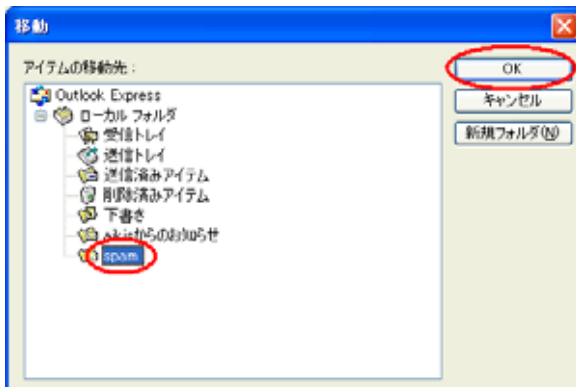 移動
アイテムの移動先：
Outlook Express
ローカル フォルダ
受信トレイ
送信トレイ
送信済みアイテム
削除済みアイテム
下書き
からのお知らせ
spam
OK
キャンセル
新規フォルダ(N)